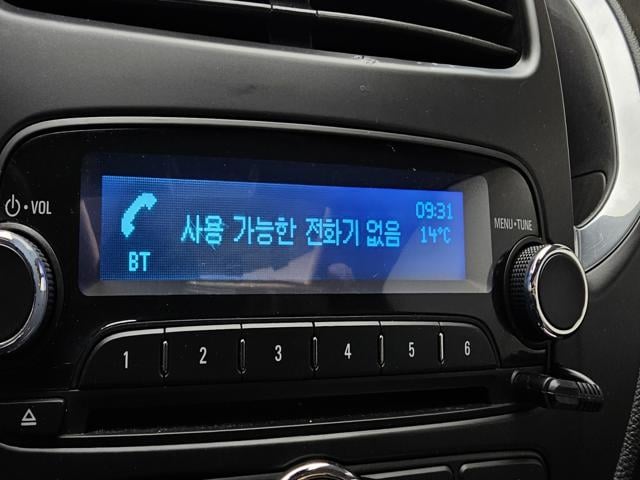 VOL
09:31
MENU•TUNE
사용 가능한 전화기 없음
14°C
BT
1 2 3 4 5 6